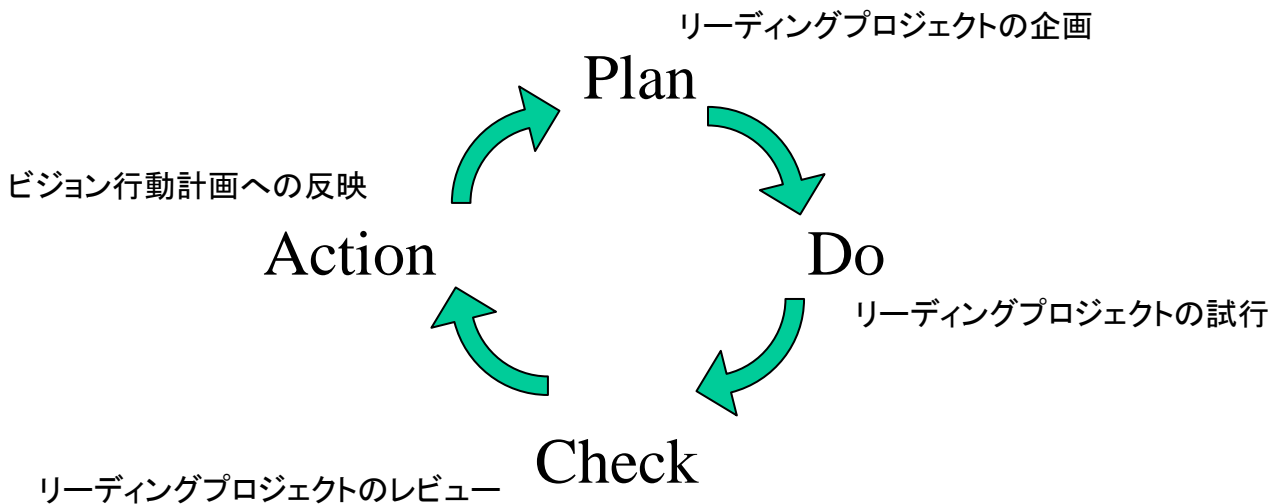 リーディングプロジェクトの企画
Plan
ビジョン行動計画への反映
Action
Do
リーディングプロジェクトの試行
Check
リーディングプロジェクトのレビュー